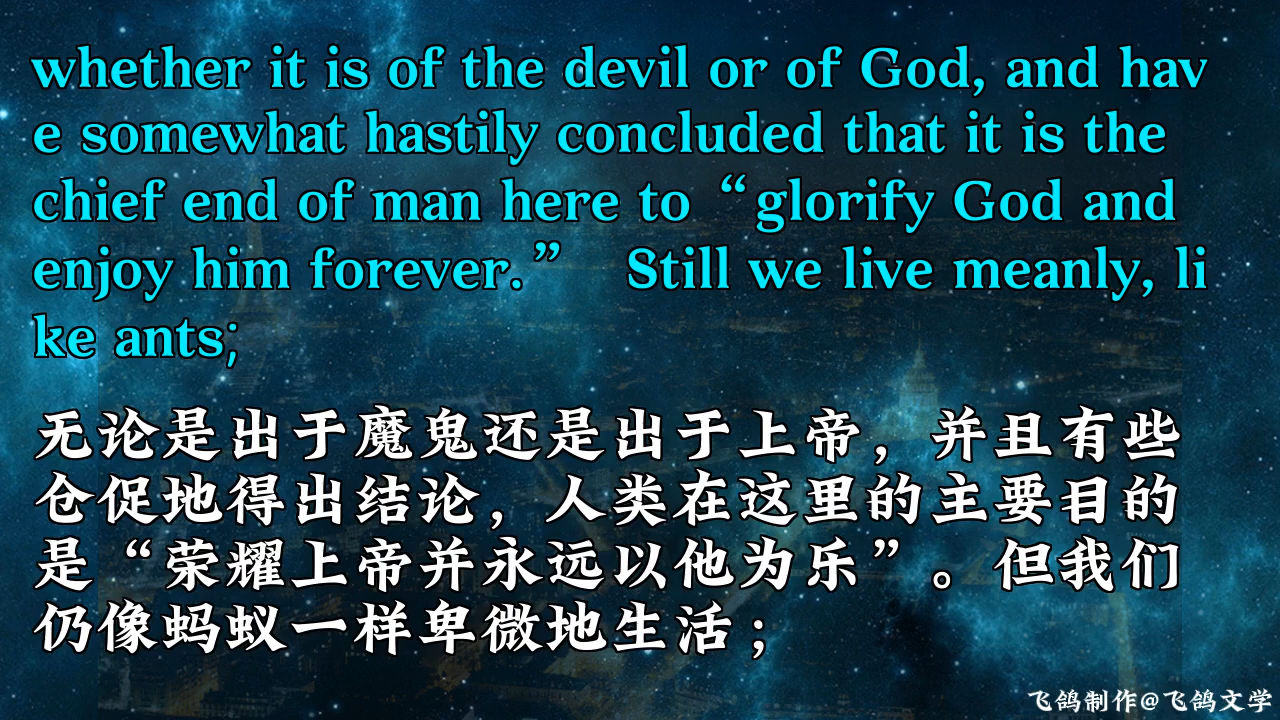 whether it is of the devil or of God, and hav
e somewhat hastily concluded that it is the
chief end of man here to “glorify God and
enjoy him forever.” Still we live meanly, li
ke ants;
无论是出于魔鬼还是出于上帝，并且有些
仓促地得出结论，人类在这里的主要目的
是“荣耀上帝并永远以他为乐”。但我们
仍像蚂蚁一样卑微地生活；
飞鸽制作@飞鸽文学